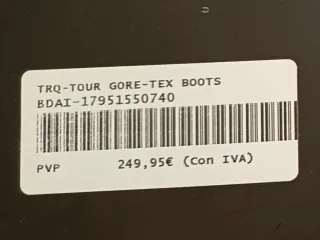 TRQ-TOUR GORE-TEX BOOTS
BDAI-17951550740
PVP 249,95€ (Con IVA)